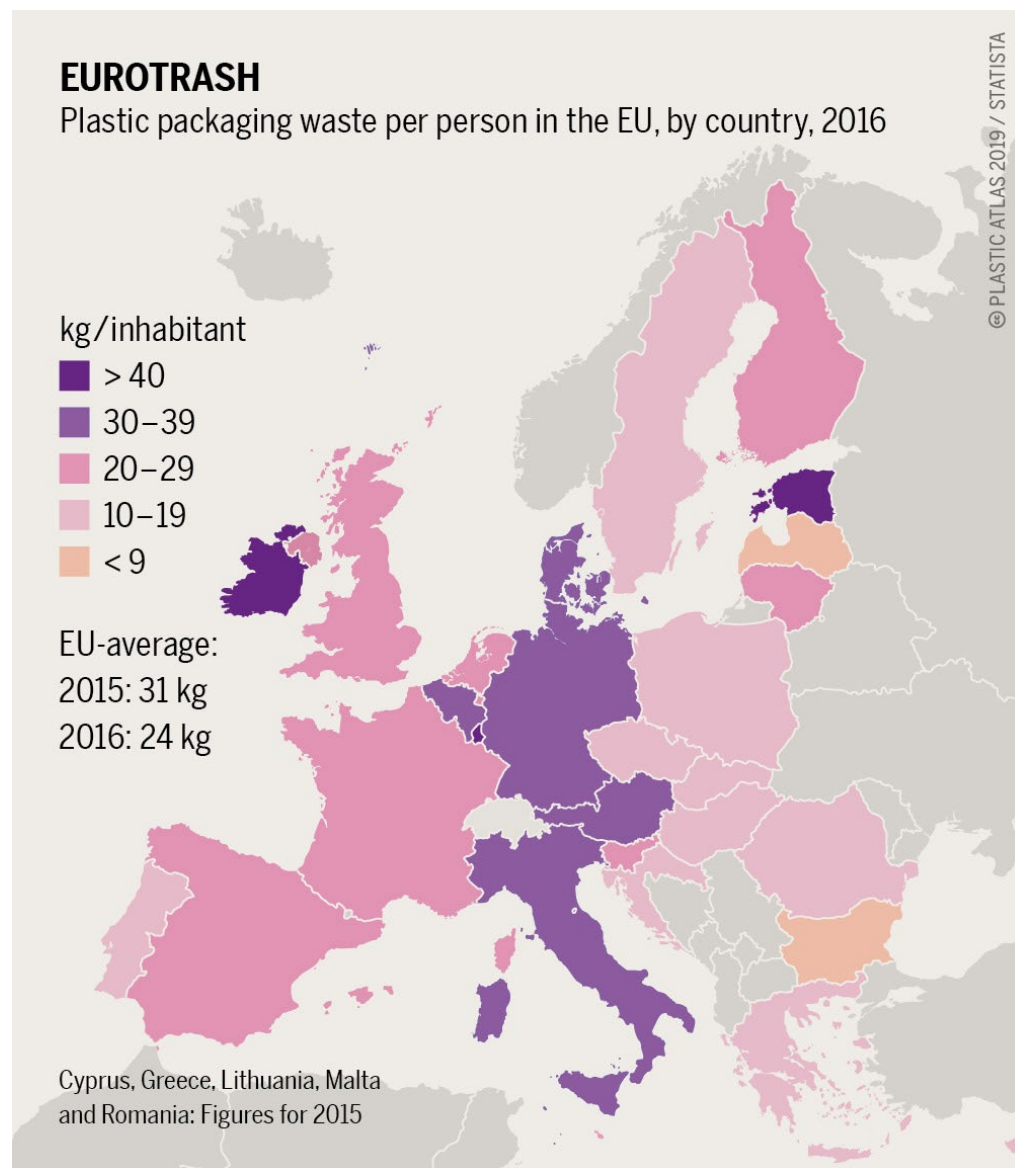 EUROTRASH
Plastic packaging waste per person in the EU, by country, 2016
kg/inhabitant
> 40
30–39
20–29
10–19
< 9
EU-average:
2015: 31 kg
2016: 24 kg
Cyprus, Greece, Lithuania, Malta
and Romania: Figures for 2015
cc PLASTIC ATLAS 2019 / STATISTA